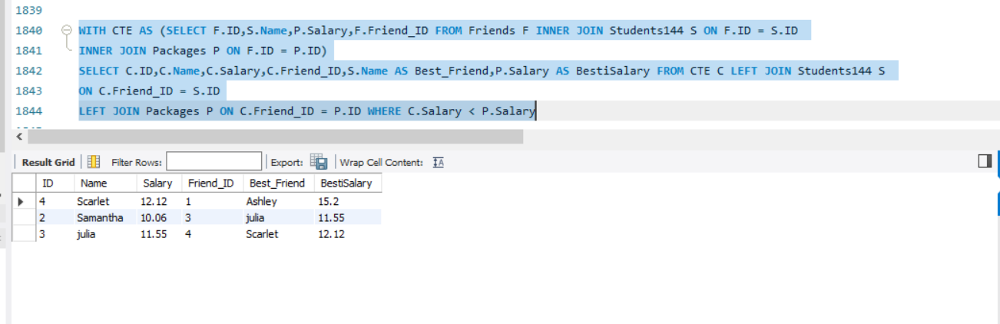 1839
1840 WITH CTE AS (SELECT F.ID,S.Name,P.Salary,F.Friend_ID FROM Friends F INNER JOIN Students144 S ON F.ID = S.ID
1841 INNER JOIN Packages P ON F.ID = P.ID)
1842 SELECT C.ID,C.Name,C.Salary,C.Friend_ID,S.Name AS Best_Friend,P.Salary AS BestiSalary FROM CTE C LEFT JOIN Students144 S
1843 ON C.Friend_ID = S.ID
1844 LEFT JOIN Packages P ON C.Friend_ID = P.ID WHERE C.Salary < P.Salary
Result Grid Filter Rows: Export: Wrap Cell Content:
ID Name Salary Friend_ID Best_Friend BestiSalary
4 Scarlet 12.12 1 Ashley 15.2
2 Samantha 10.06 3 julia 11.55
3 julia 11.55 4 Scarlet 12.12